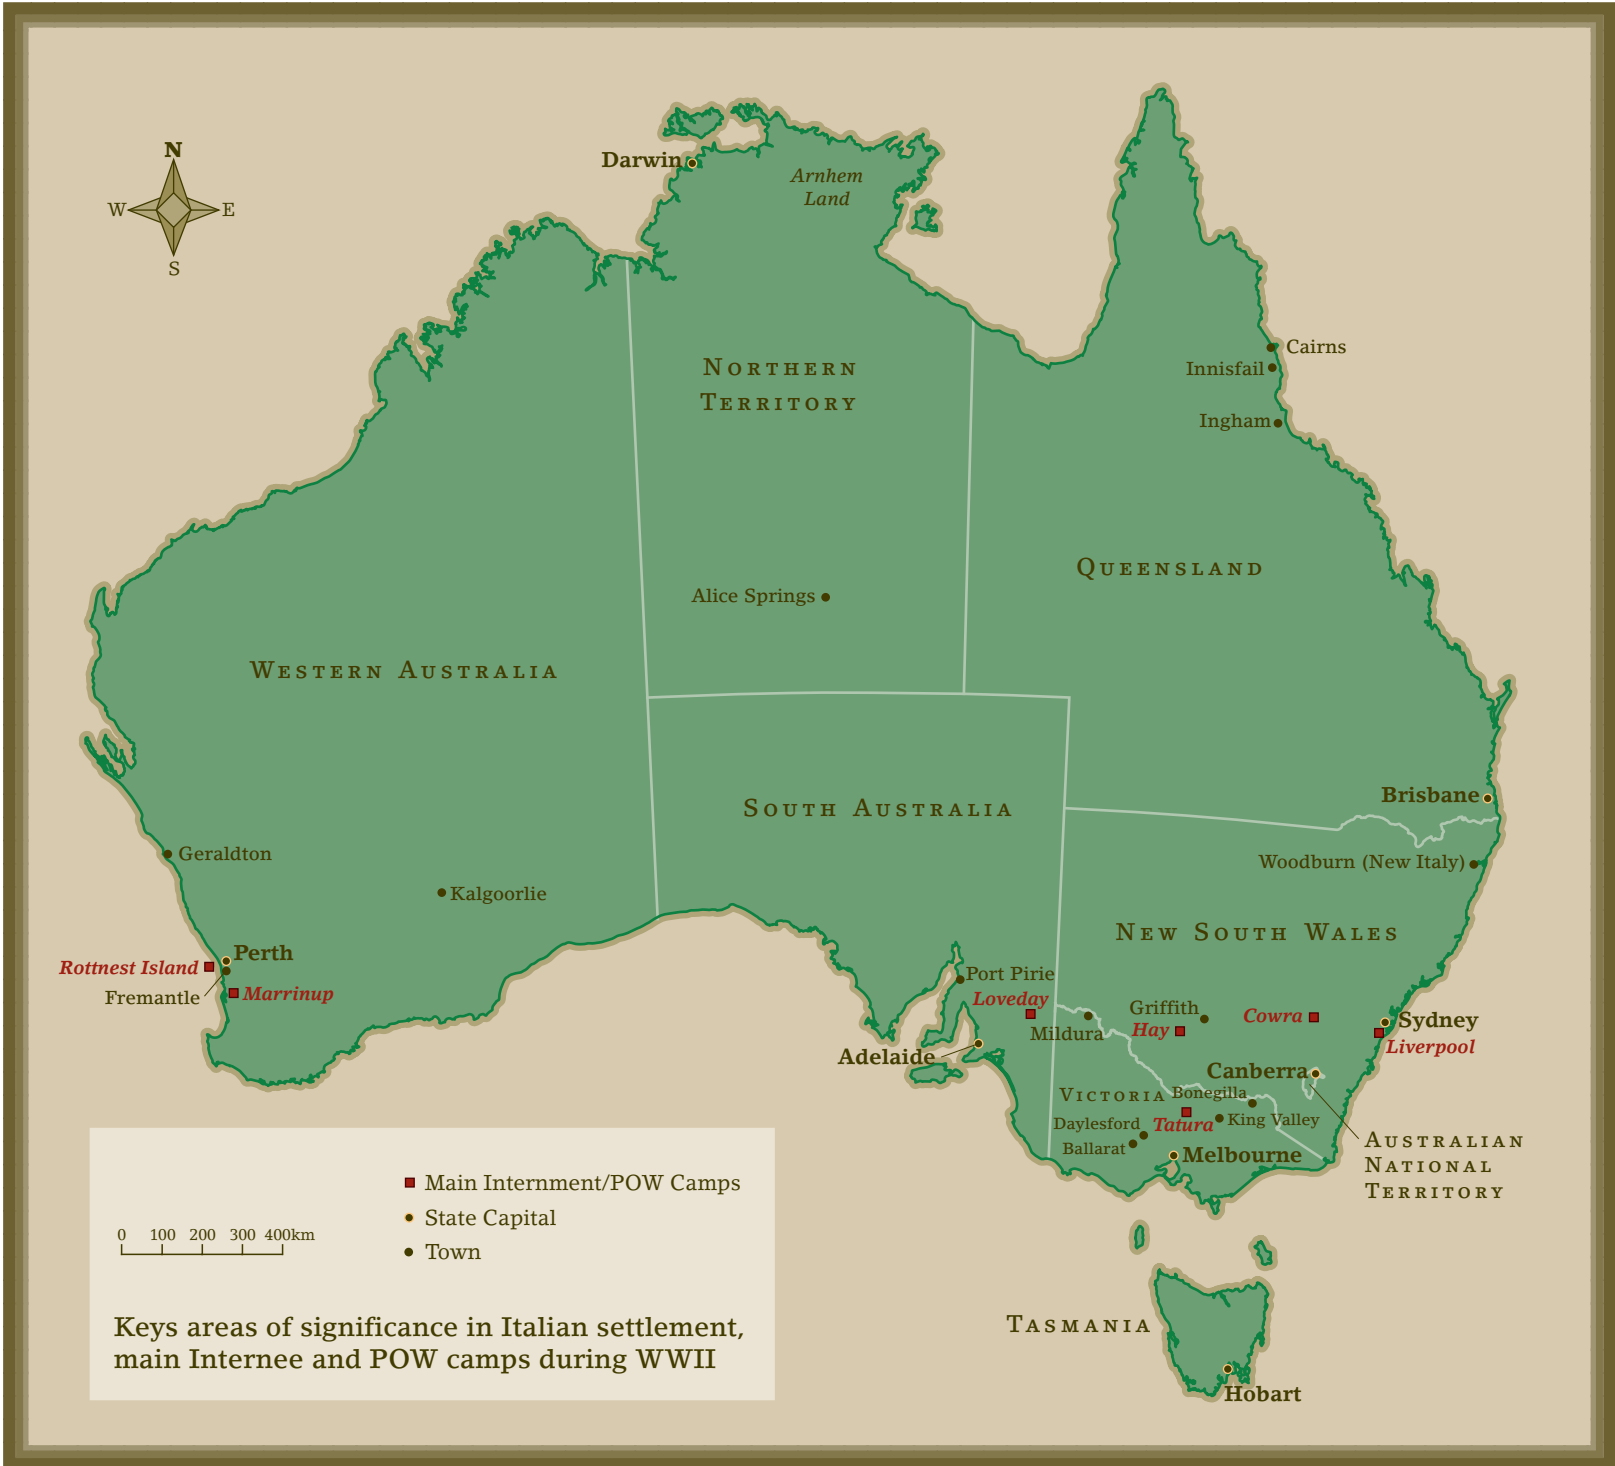 N
W
E
S
Darwin
Arnhem
Land
Cairns
Innisfail
Ingham
NORTHERN
TERRITORY
QUEENSLAND
Alice Springs
WESTERN AUSTRALIA
SOUTH AUSTRALIA
Brisbane
Geraldton
Woodburn (New Italy)
Kalgoorlie
NEW SOUTH WALES
Perth
Rottnest Island
Fremantle
Marrinup
Port Pirie
Loveday
Mildura
Griffith
Hay
Cowra
Sydney
Liverpool
Adelaide
Canberra
VICTORIA
Bonegilla
Daylesford
Tatura
King Valley
Ballarat
Melbourne
AUSTRALIAN
NATIONAL
TERRITORY
Main Internment/POW Camps
State Capital
Town
0 100 200 300 400km
Keys areas of significance in Italian settlement,
main Internee and POW camps during WWII
TASMANIA
Hobart